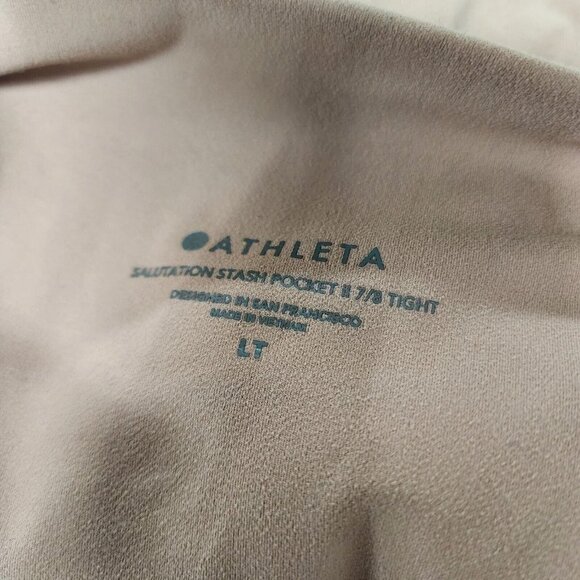 ATHLETA
SALUTATION STASH POCKET II 7/8 TIGHT
DESIGNED IN SAN FRANCISCO
MADE IN VIETNAM
LT